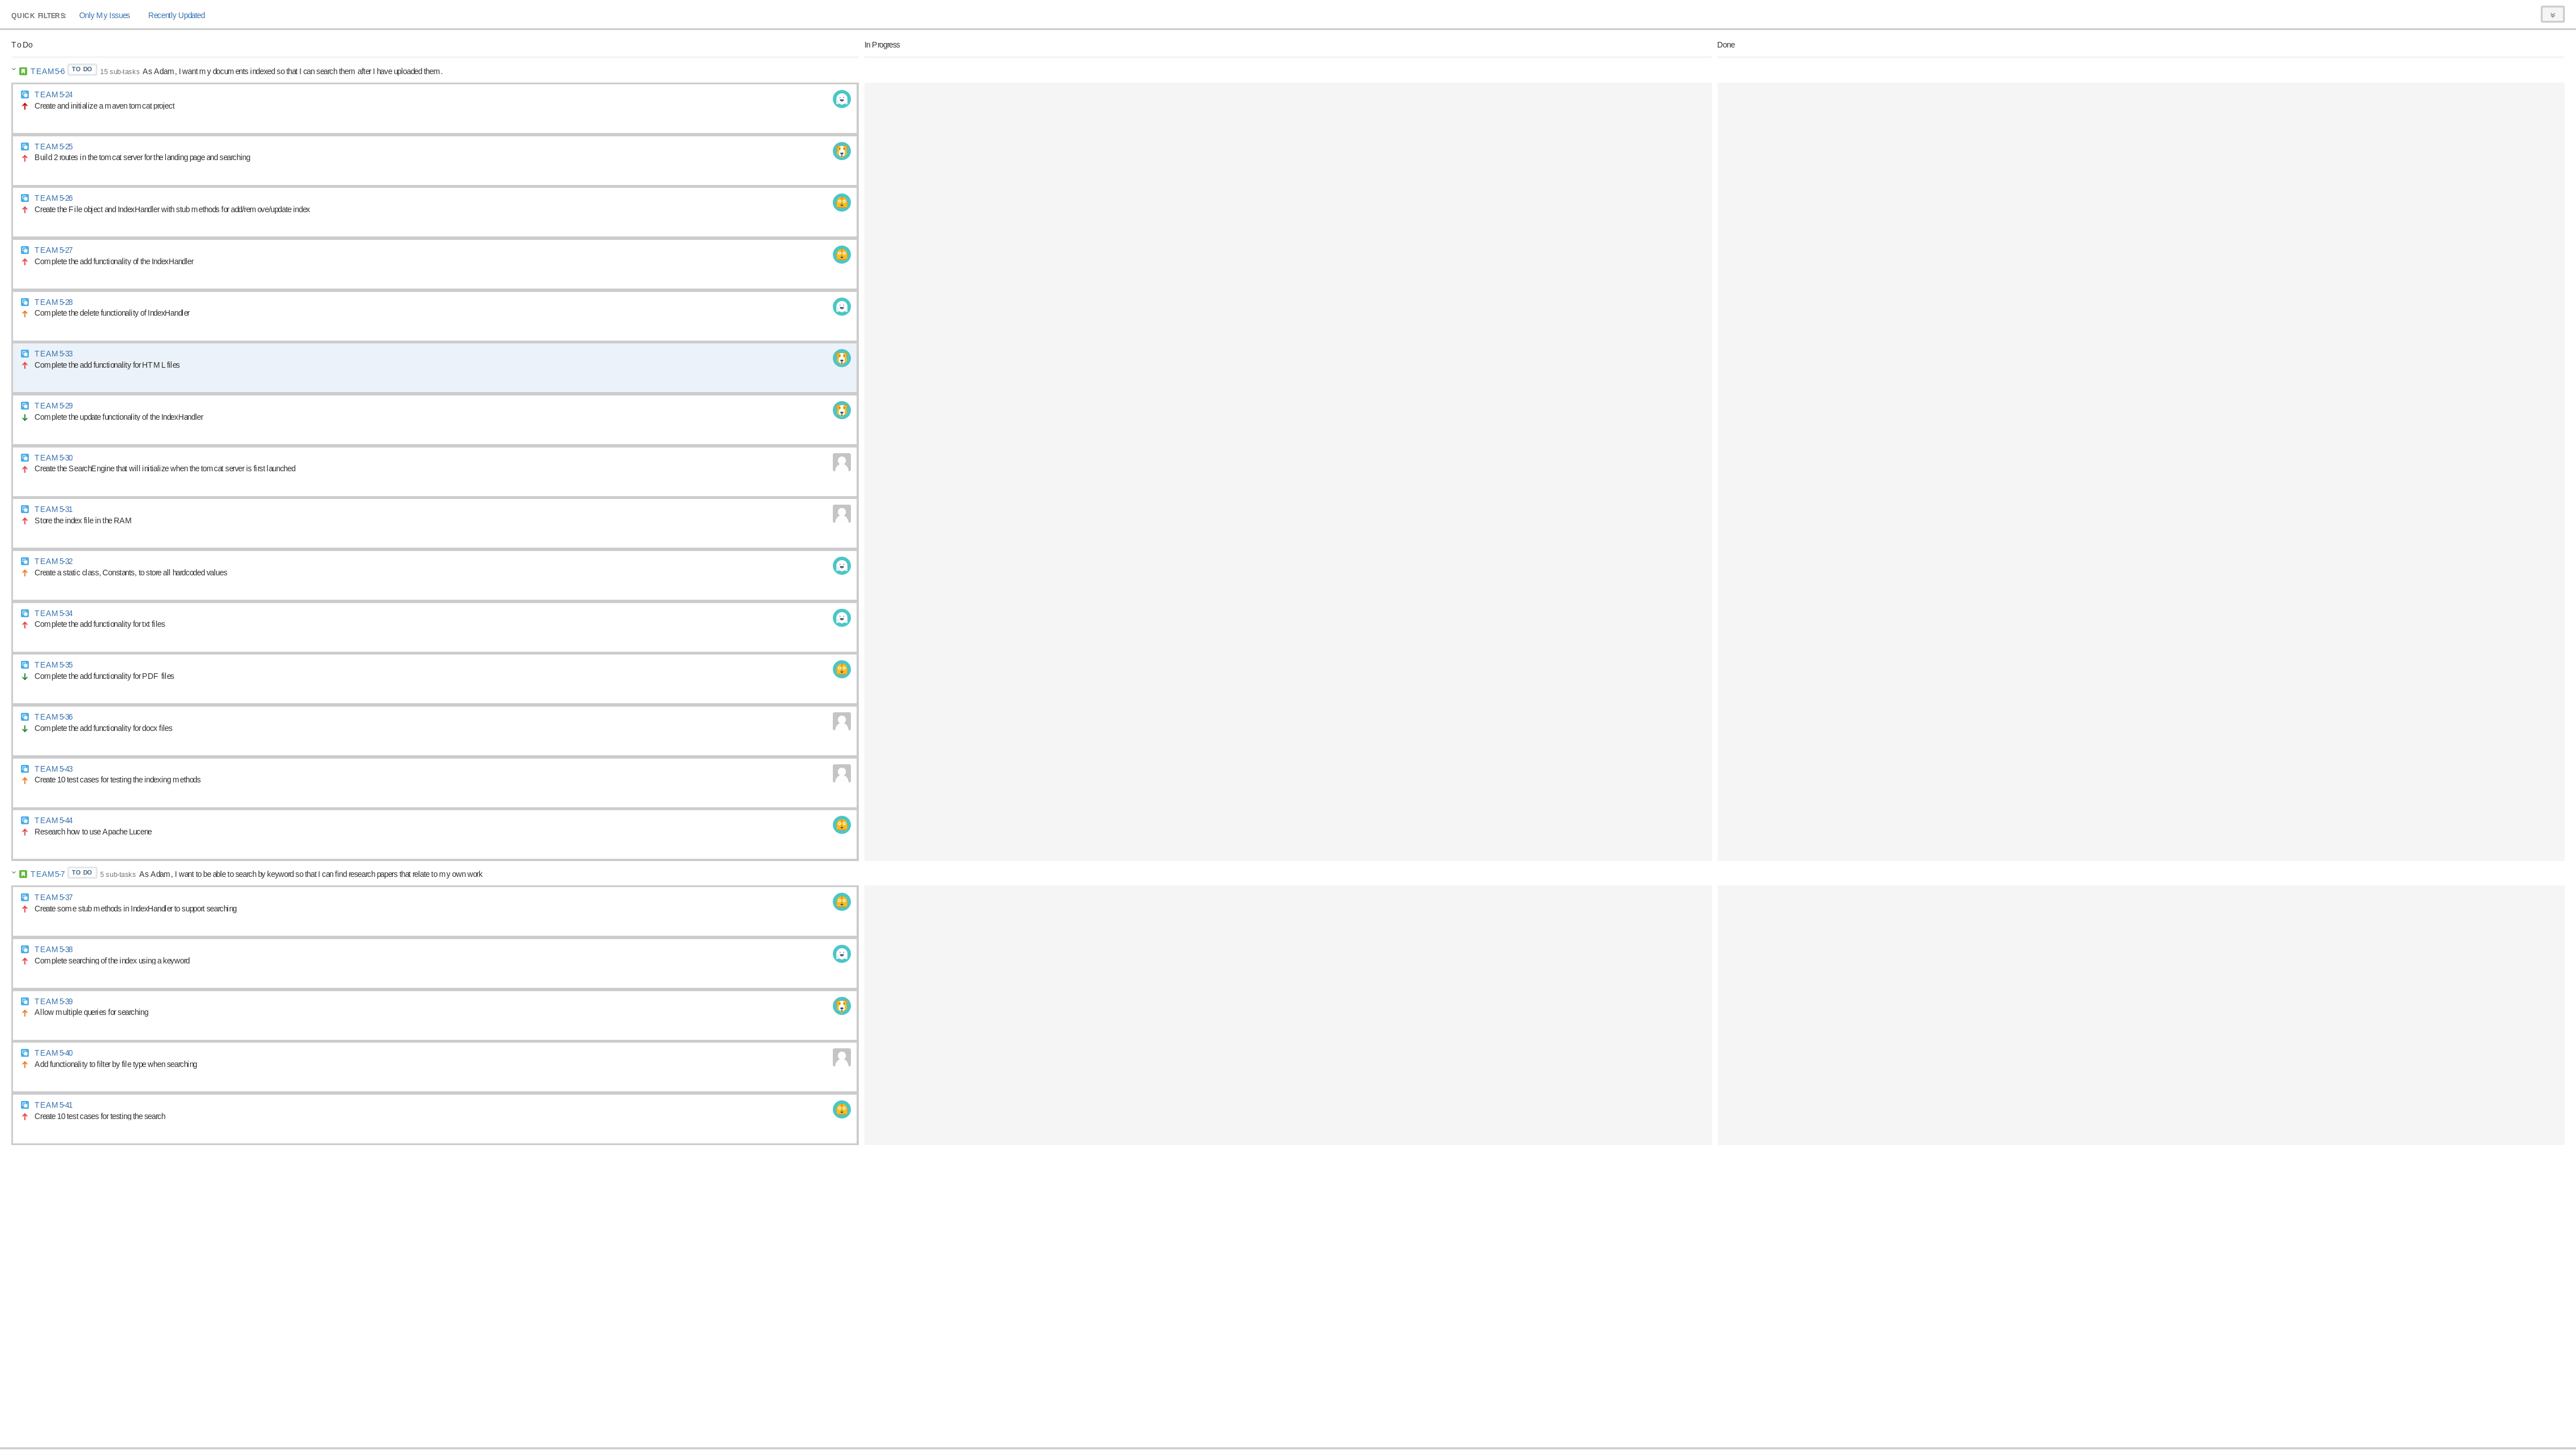 QUICK FILTERS: Only My Issues Recently Updated
To Do In Progress Done
TEAM5-6 TO DO 15 sub-tasks As Adam, I want my documents indexed so that I can search them after I have uploaded them.
TEAM5-24
Create and initialize a maven tomcat project
TEAM5-25
Build 2 routes in the tomcat server for the landing page and searching
TEAM5-26
Create the File object and IndexHandler with stub methods for add/remove/update index
TEAM5-27
Complete the add functionality of the IndexHandler
TEAM5-28
Complete the delete functionality of IndexHandler
TEAM5-33
Complete the add functionality for HTML files
TEAM5-29
Complete the update functionality of the IndexHandler
TEAM5-30
Create the SearchEngine that will initialize when the tomcat server is first launched
TEAM5-31
Store the index file in the RAM
TEAM5-32
Create a static class, Constants, to store all hardcoded values
TEAM5-34
Complete the add functionality for txt files
TEAM5-35
Complete the add functionality for PDF files
TEAM5-36
Complete the add functionality for docx files
TEAM5-43
Create 10 test cases for testing the indexing methods
TEAM5-44
Research how to use Apache Lucene
TEAM5-7 TO DO 5 sub-tasks As Adam, I want to be able to search by keyword so that I can find research papers that relate to my own work
TEAM5-37
Create some stub methods in IndexHandler to support searching
TEAM5-38
Complete searching of the index using a keyword
TEAM5-39
Allow multiple queries for searching
TEAM5-40
Add functionality to filter by file type when searching
TEAM5-41
Create 10 test cases for testing the search